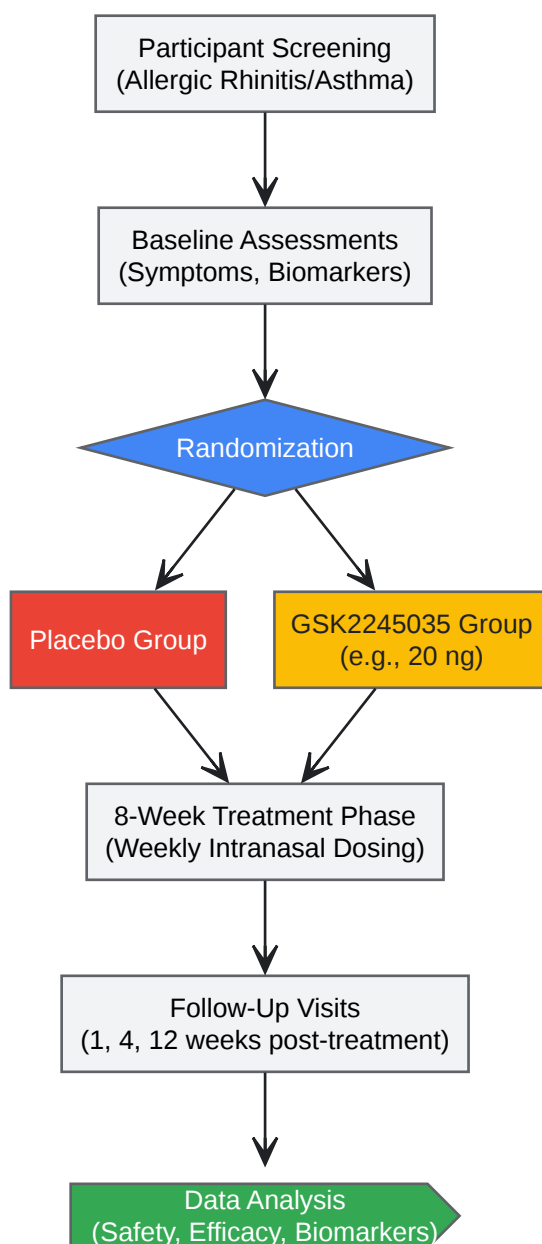 Participant Screening
(Allergic Rhinitis/Asthma)
Baseline Assessments
(Symptoms, Biomarkers)
Randomization
Placebo Group
GSK2245035 Group
(e.g., 20 ng)
8-Week Treatment Phase
(Weekly Intranasal Dosing)
Follow-Up Visits
(1, 4, 12 weeks post-treatment)
Data Analysis
(Safety, Efficacy, Biomarkers)